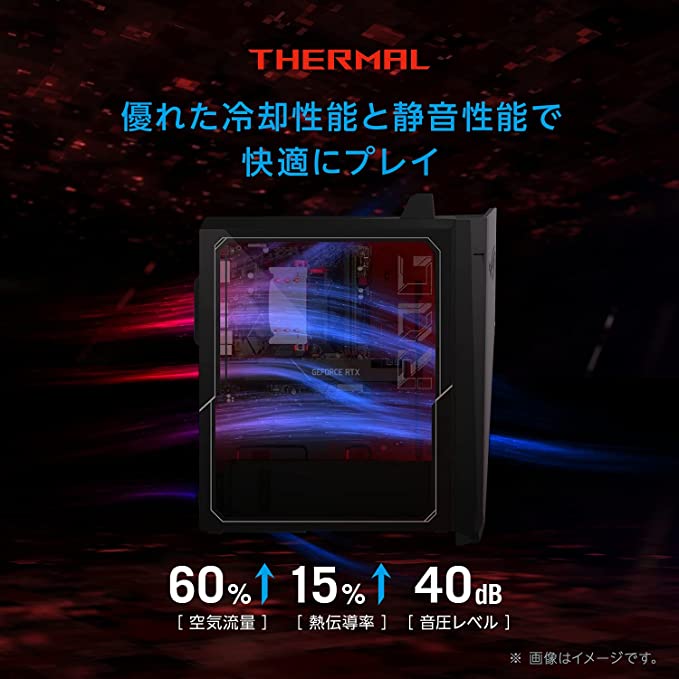 THERMAL
優れた冷却性能と静音性能で
快適にプレイ
GEFORCE RTX
60%↑ 15%↑ 40dB
[ 空気流量 ] [ 熱伝導率 ] [ 音圧レベル ]
※ 画像はイメージです。